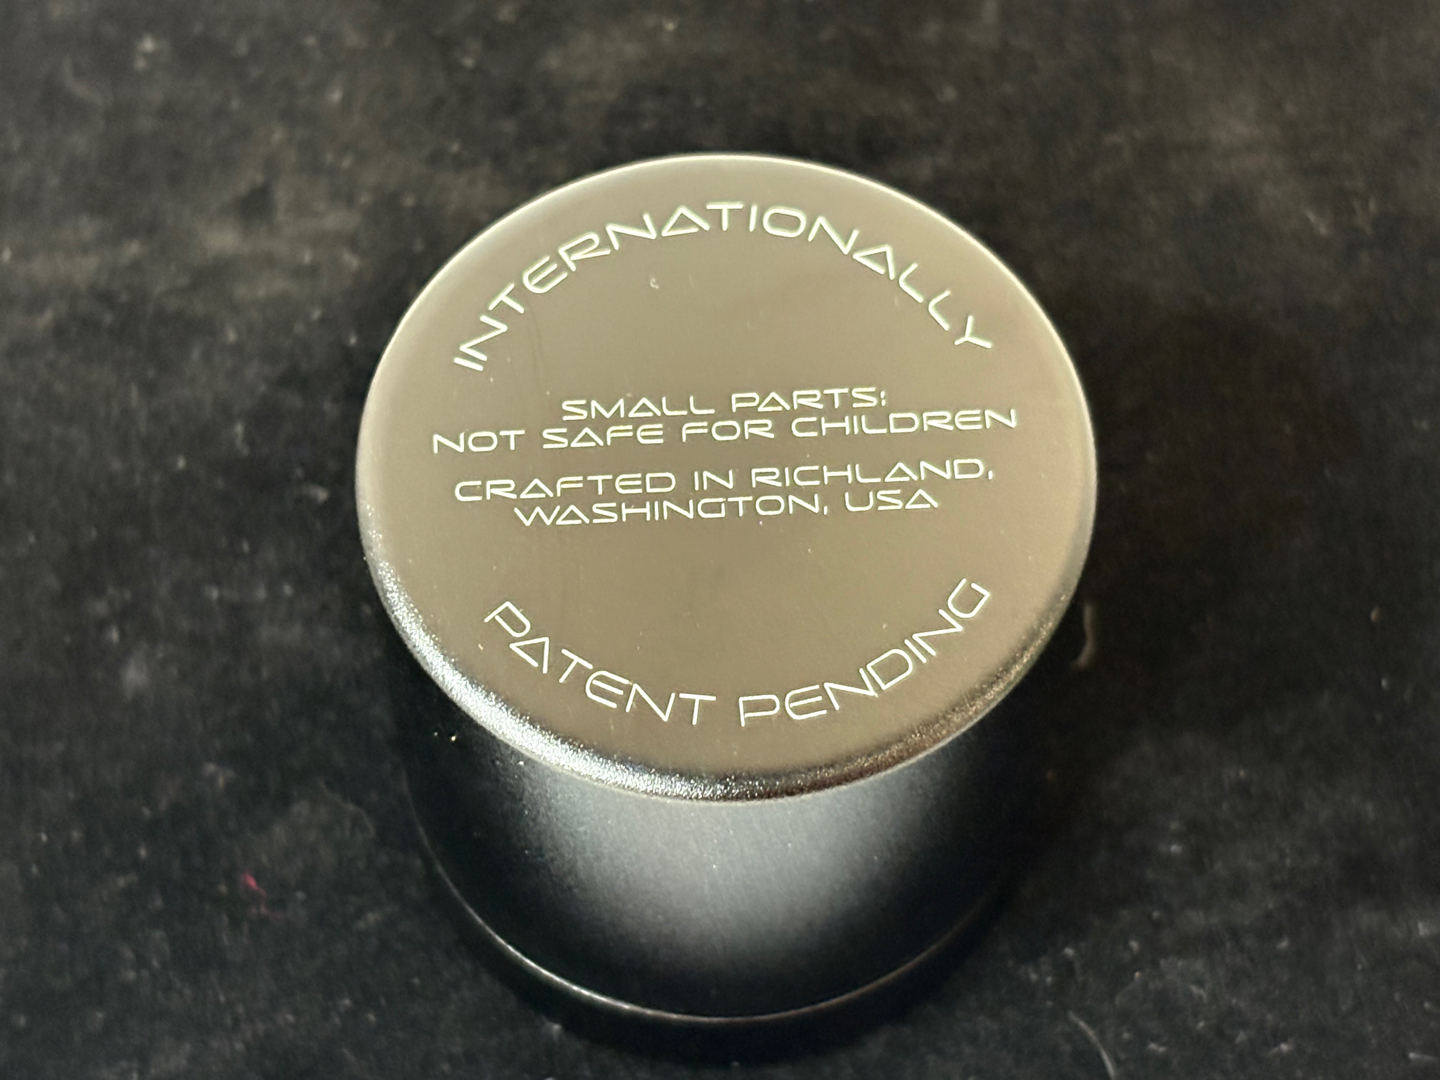 INTERNATIONALLY
SMALL PARTS:
NOT SAFE FOR CHILDREN
CRAFTED IN RICHLAND,
WASHINGTON, USA
PATENT PENDING